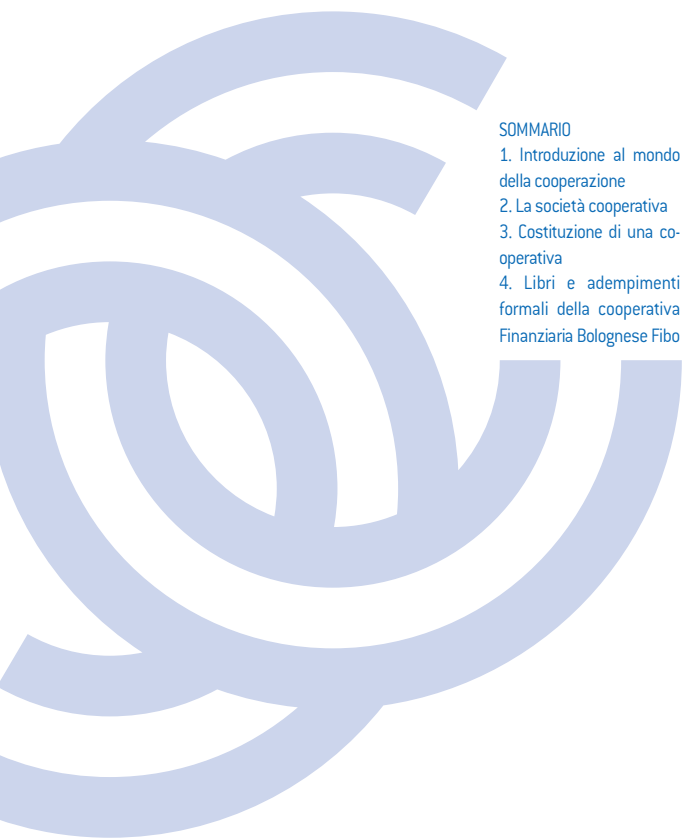 SOMMARIO
1. Introduzione al mondo
della cooperazione
2. La società cooperativa
3. Costituzione di una co-
operativa
4. Libri e adempimenti
formali della cooperativa
Finanziaria Bolognese Fibo